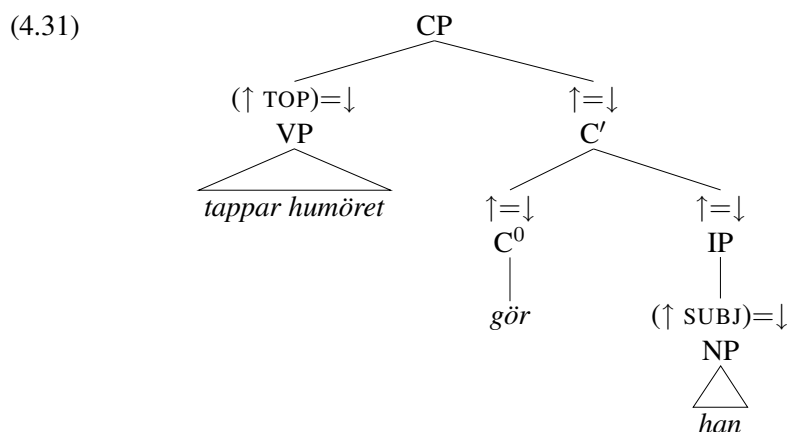 (4.31) CP
(↑ TOP)=↓ ↑=↓
VP C′
tappar humöret ↑=↓ ↑=↓
C⁰ IP
gör (↑ SUBJ)=↓
NP
han